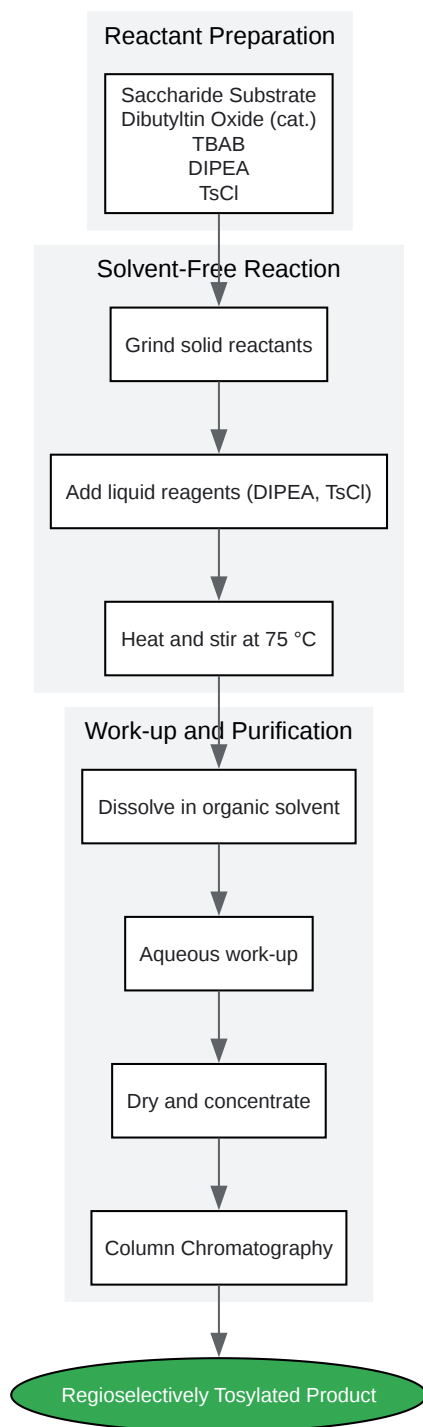 Reactant Preparation
Saccharide Substrate
Dibutyltin Oxide (cat.)
TBAB
DIPEA
TsCl
Solvent-Free Reaction
Grind solid reactants
Add liquid reagents (DIPEA, TsCl)
Heat and stir at 75 °C
Work-up and Purification
Dissolve in organic solvent
Aqueous work-up
Dry and concentrate
Column Chromatography
Regioselectively Tosylated Product